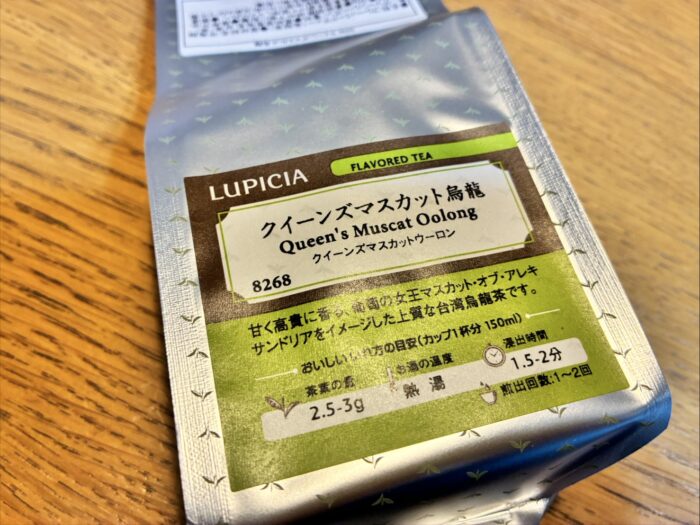 FLAVORED TEA
LUPICIA
クイーンズマスカット烏龍
Queen's Muscat Oolong
クイーンズマスカットウーロン
8268
甘く高貴に香る、葡萄の女王マスカット・オブ・アレキ
サンドリアをイメージした上質な台湾烏龍茶です。
おいしいいれ方の目安(カップ1杯分 150ml)
茶葉の量
2.5-3g
お湯の温度
熱湯
浸出時間
1.5-2分
煎出回数:1〜2回